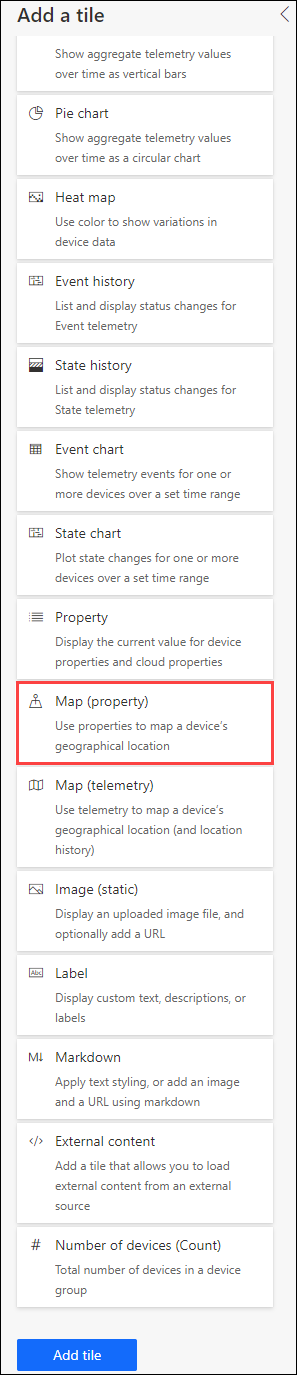 Add a tile
Show aggregate telemetry values
over time as vertical bars
Pie chart
Show aggregate telemetry values
over time as a circular chart
Heat map
Use color to show variations in
device data
Event history
List and display status changes for
Event telemetry
State history
List and display status changes for
State telemetry
Event chart
Show telemetry events for one or
more devices over a set time range
State chart
Plot state changes for one or more
devices over a set time range
Property
Display the current value for device
properties and cloud properties
Map (property)
Use properties to map a device's
geographical location
Map (telemetry)
Use telemetry to map a device's
geographical location (and location
history)
Image (static)
Display an uploaded image file, and
optionally add a URL
Abc Label
Display custom text, descriptions, or
labels
M↓ Markdown
Apply text styling, or add an image
and a URL using markdown
</> External content
Add a tile that allows you to load
external content from an external
source
# Number of devices (Count)
Total number of devices in a device
group
Add tile